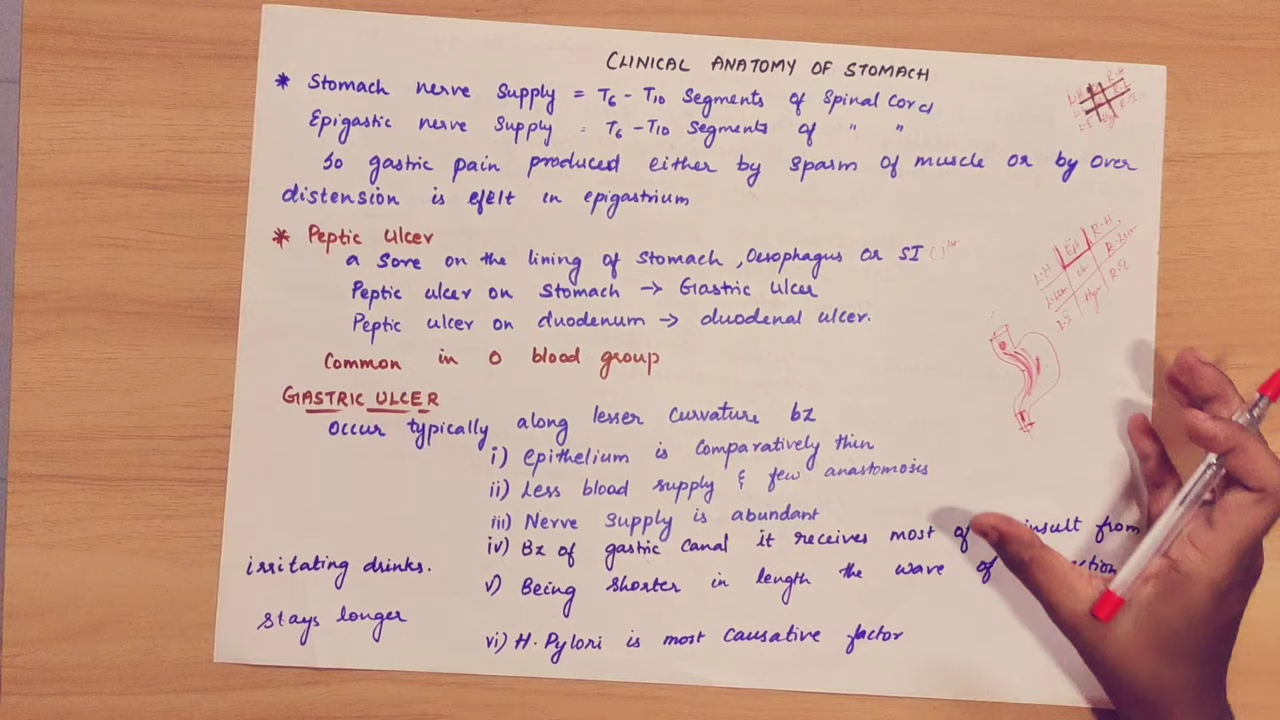 CLINICAL ANATOMY OF STOMACH
* Stomach nerve supply = T6 - T10 Segments of Spinal Cord
Epigastic nerve Supply = T6 - T10 Segments of " "
So gastric pain produced either by sparm of muscle or by over
distension is felt in epigastrium
* Peptic Ulcer
a Sore on the lining of Stomach, Oesophagus or SI
Peptic ulcer on Stomach → Gastric Ulcer
Peptic ulcer on duodenum → duodenal ulcer.
Common in O blood group
GASTRIC ULCER
Occur typically along lesser curvature bz
i) epithelium is comparatively thin
ii) Less blood supply & few anastomosis
iii) Nerve Supply is abundant
iv) Bz of gastric canal it receives most of insult from
irritating drinks.
v) Being shorter in length the wave of
stays longer
vi) H. Pylori is most causative factor
L.H Epi R.H.
R.I
Hyp
L.I
R.H